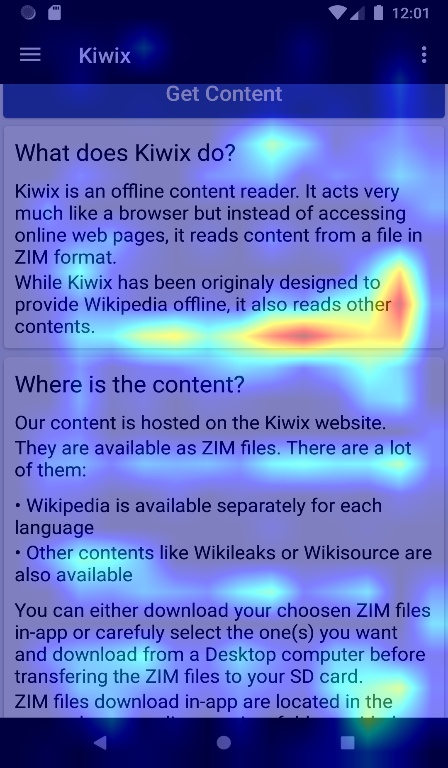 12:01
Kiwix
Get Content
What does Kiwix do?
Kiwix is an offline content reader. It acts very
much like a browser but instead of accessing
online web pages, it reads content from a file in
ZIM format.
While Kiwix has been originaly designed to
provide Wikipedia offline, it also reads other
contents.
Where is the content?
Our content is hosted on the Kiwix website.
They are available as ZIM files. There are a lot
of them:
• Wikipedia is available separately for each
language
• Other contents like Wikileaks or Wikisource are
also available
You can either download your choosen ZIM files
in-app or carefuly select the one(s) you want
and download from a Desktop computer before
transfering the ZIM files to your SD card.
ZIM files download in-app are located in the